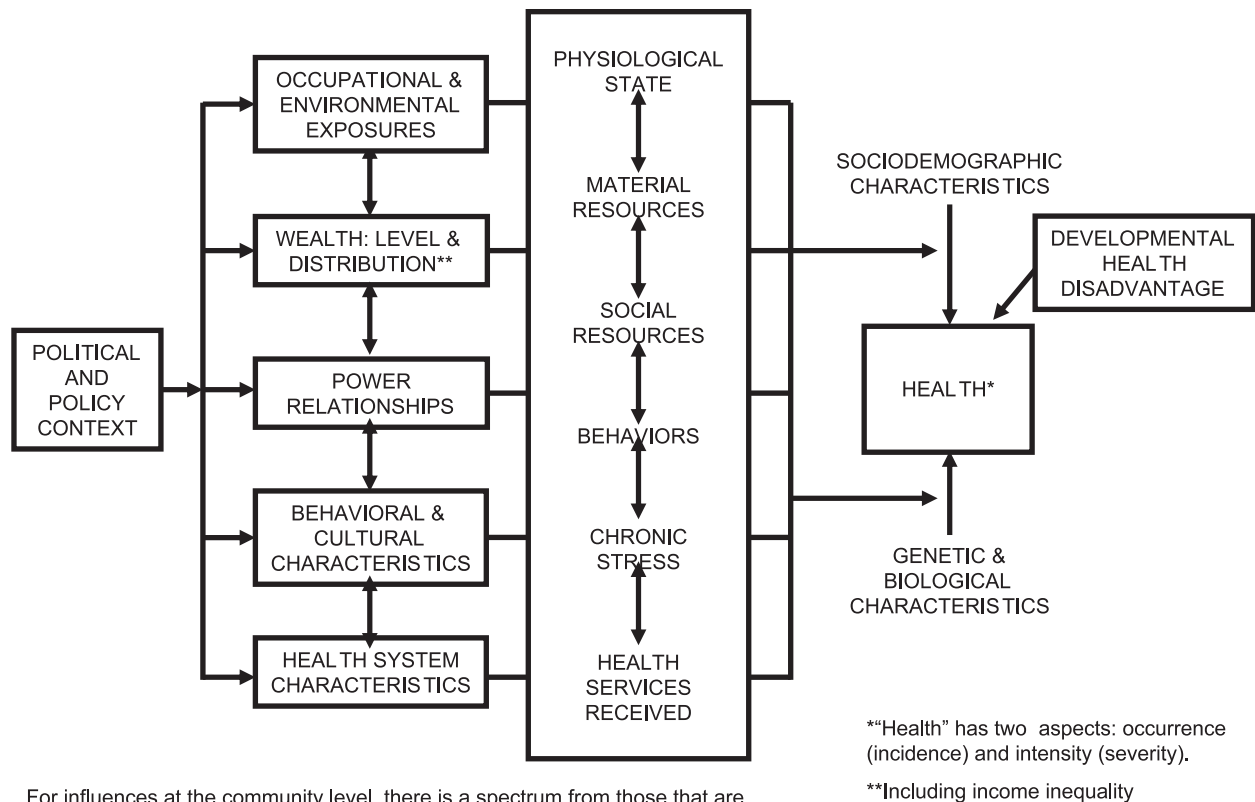 POLITICAL
AND
POLICY
CONTEXT
OCCUPATIONAL &
ENVIRONMENTAL
EXPOSURES
WEALTH: LEVEL &
DISTRIBUTION**
POWER
RELATIONSHIPS
BEHAVIORAL &
CULTURAL
CHARACTERISTICS
HEALTH SYSTEM
CHARACTERISTICS
PHYSIOLOGICAL
STATE
MATERIAL
RESOURCES
SOCIAL
RESOURCES
BEHAVIORS
CHRONIC
STRESS
HEALTH
SERVICES
RECEIVED
SOCIODEMOGRAPHIC
CHARACTERISTICS
DEVELOPMENTAL
HEALTH
DISADVANTAGE
HEALTH*
GENETIC &
BIOLOGICAL
CHARACTERISTICS
*“Health” has two aspects: occurrence
(incidence) and intensity (severity).
**Including income inequality
For influences at the community level, there is a spectrum from those that are